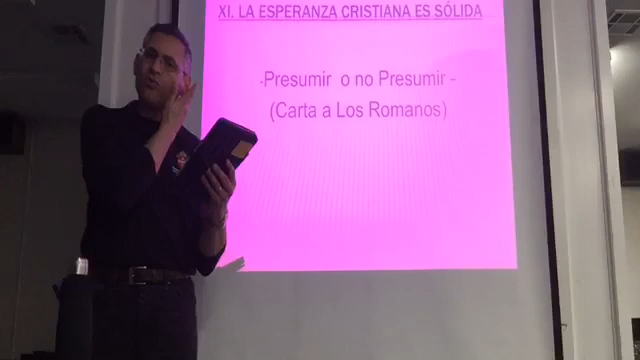 XI. LA ESPERANZA CRISTIANA ES SÓLIDA
-Presumir o no Presumir -
(Carta a Los Romanos)